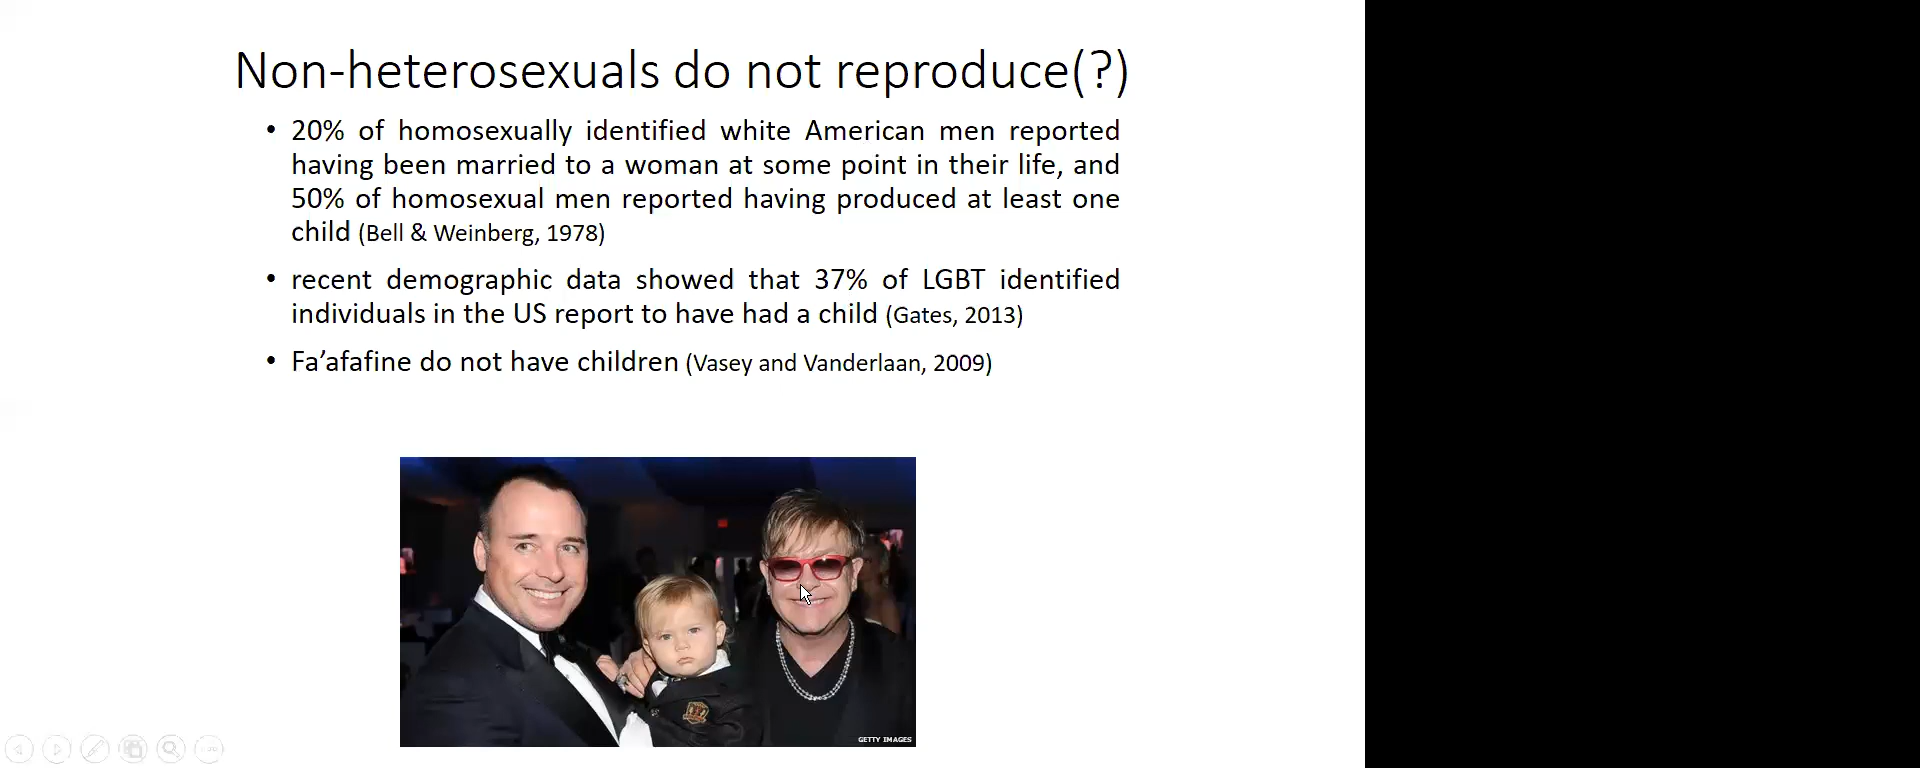 Non-heterosexuals do not reproduce(?)
• 20% of homosexually identified white American men reported
having been married to a woman at some point in their life, and
50% of homosexual men reported having produced at least one
child (Bell & Weinberg, 1978)
• recent demographic data showed that 37% of LGBT identified
individuals in the US report to have had a child (Gates, 2013)
• Fa’afafine do not have children (Vasey and Vanderlaan, 2009)
GETTY IMAGES